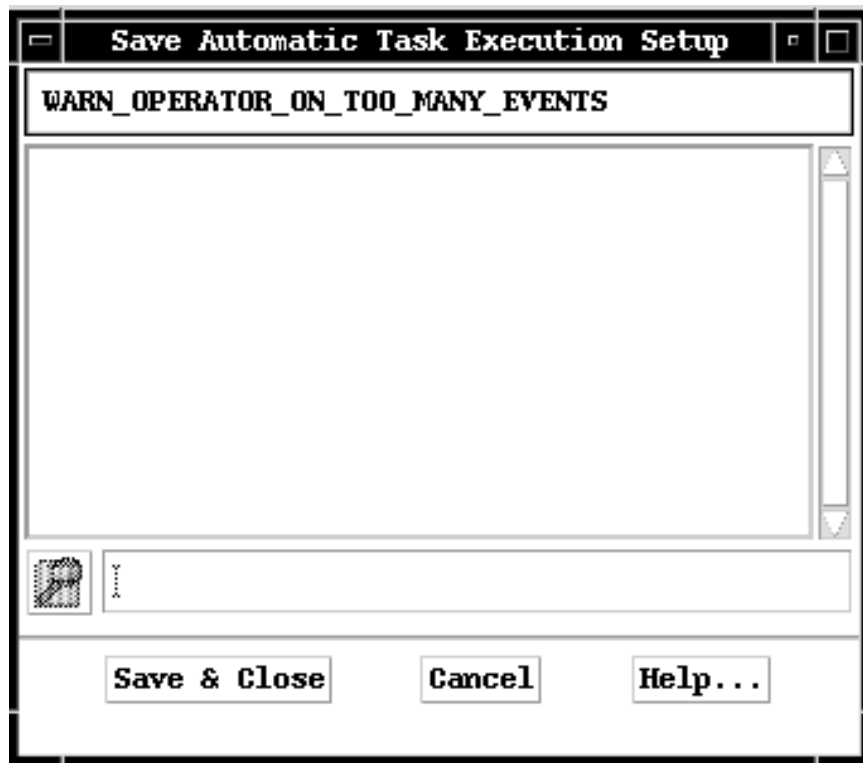 Save Automatic Task Execution Setup
WARN_OPERATOR_ON_TOO_MANY_EVENTS
Save & Close Cancel Help...